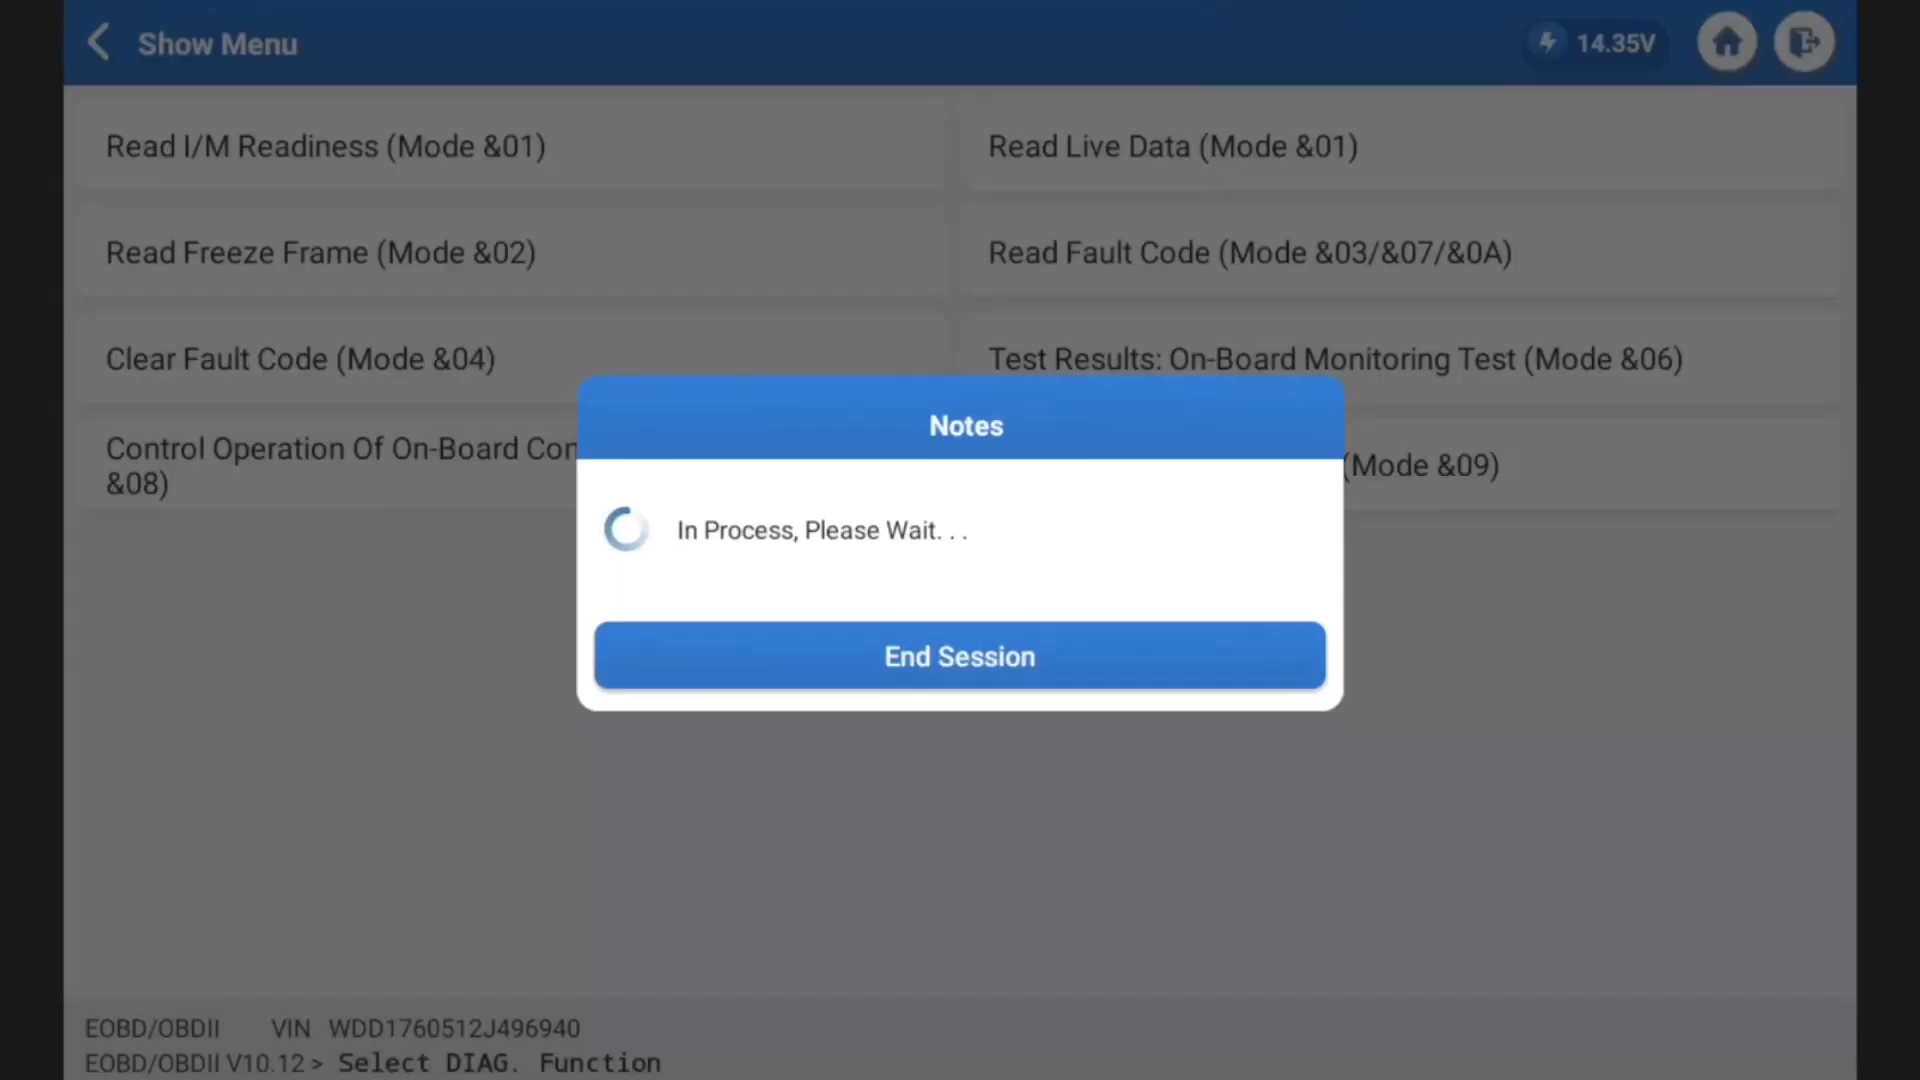 Show Menu
14.35V
Read I/M Readiness (Mode &01)
Read Live Data (Mode &01)
Read Freeze Frame (Mode &02)
Read Fault Code (Mode &03/&07/&0A)
Clear Fault Code (Mode &04)
Test Results: On-Board Monitoring Test (Mode &06)
Control Operation Of On-Board
&08)
(Mode &09)
Notes
In Process, Please Wait. . .
End Session
EOBD/OBDII VIN WDD1760512J496940
EOBD/OBDII V10.12 > Select DIAG. Function